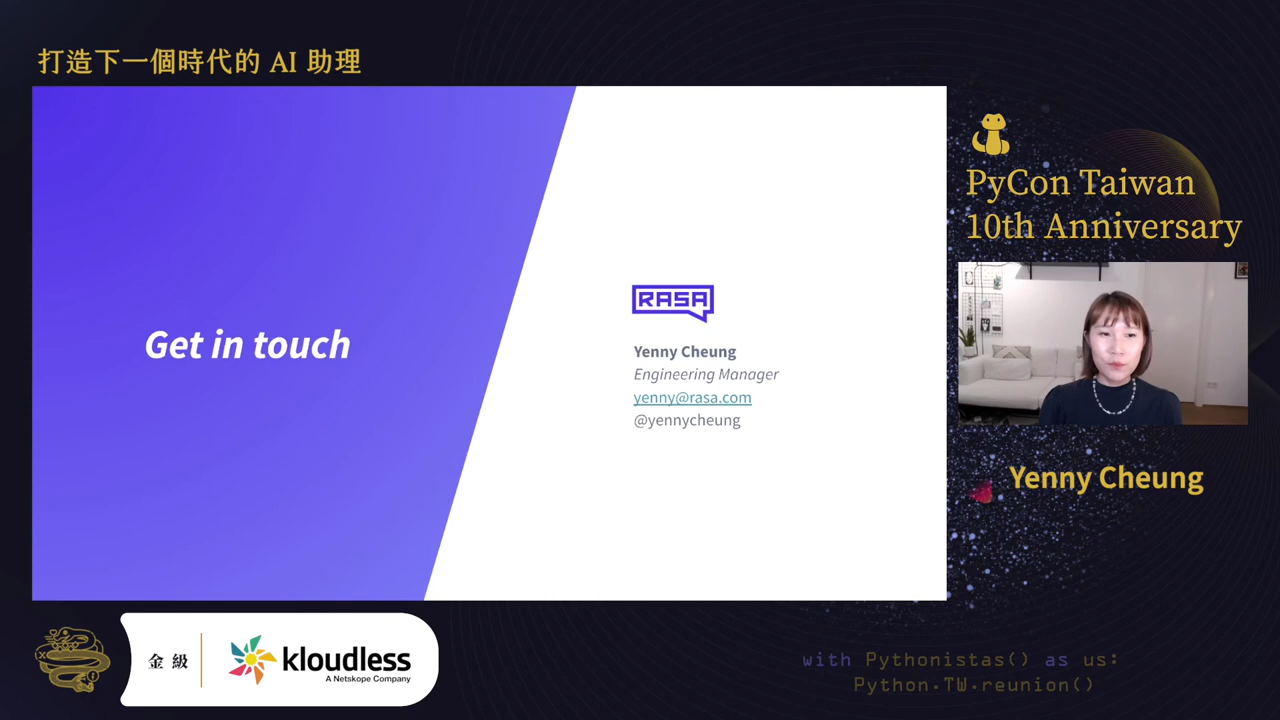 打造下一個時代的 AI 助理
Get in touch
RASA
Yenny Cheung
Engineering Manager
yenny@rasa.com
@yennycheung
PyCon Taiwan
10th Anniversary
Yenny Cheung
金級
kloudless
A Netskope Company
with Pythonistas() as us:
Python.TW.reunion()